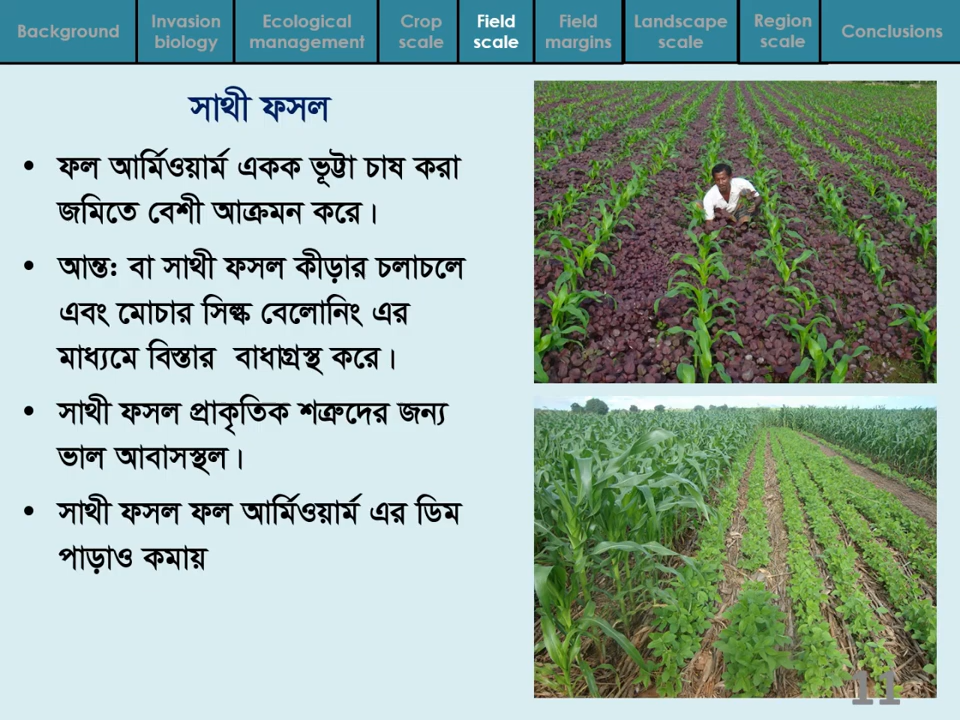 Background
Invasion
biology
Ecological
management
Crop
scale
Field
scale
Field
margins
Landscape
scale
Region
scale
Conclusions
সাথী ফসল
• ফল আর্মিওয়ার্ম একক ভূট্টা চাষ করা
জমিতে বেশী আক্রমন করে।
• আন্ত: বা সাথী ফসল কীড়ার চলাচলে
এবং মোচার সিল্ক বেলোনিং এর
মাধ্যমে বিস্তার বাধাগ্রস্থ করে।
• সাথী ফসল প্রাকৃতিক শত্রুদের জন্য
ভাল আবাসস্থল।
• সাথী ফসল ফল আর্মিওয়ার্ম এর ডিম
পাড়াও কমায়
11